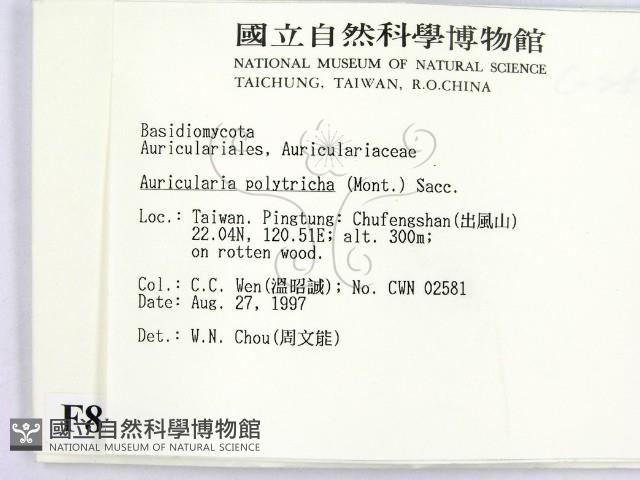 國立自然科學博物館
NATIONAL MUSEUM OF NATURAL SCIENCE
TAICHUNG, TAIWAN, R.O.CHINA
Basidiomycota
Auriculariales, Auriculariaceae
Auricularia polytricha (Mont.) Sacc.
Loc.: Taiwan. Pingtung: Chufengshan(出風山)
22.04N, 120.51E; alt. 300m;
on rotten wood.
Col.: C.C. Wen(溫昭誠); No. CWN 02581
Date: Aug. 27, 1997
Det.: W.N. Chou(周文能)
F8
國立自然科學博物館
NATIONAL MUSEUM OF NATURAL SCIENCE